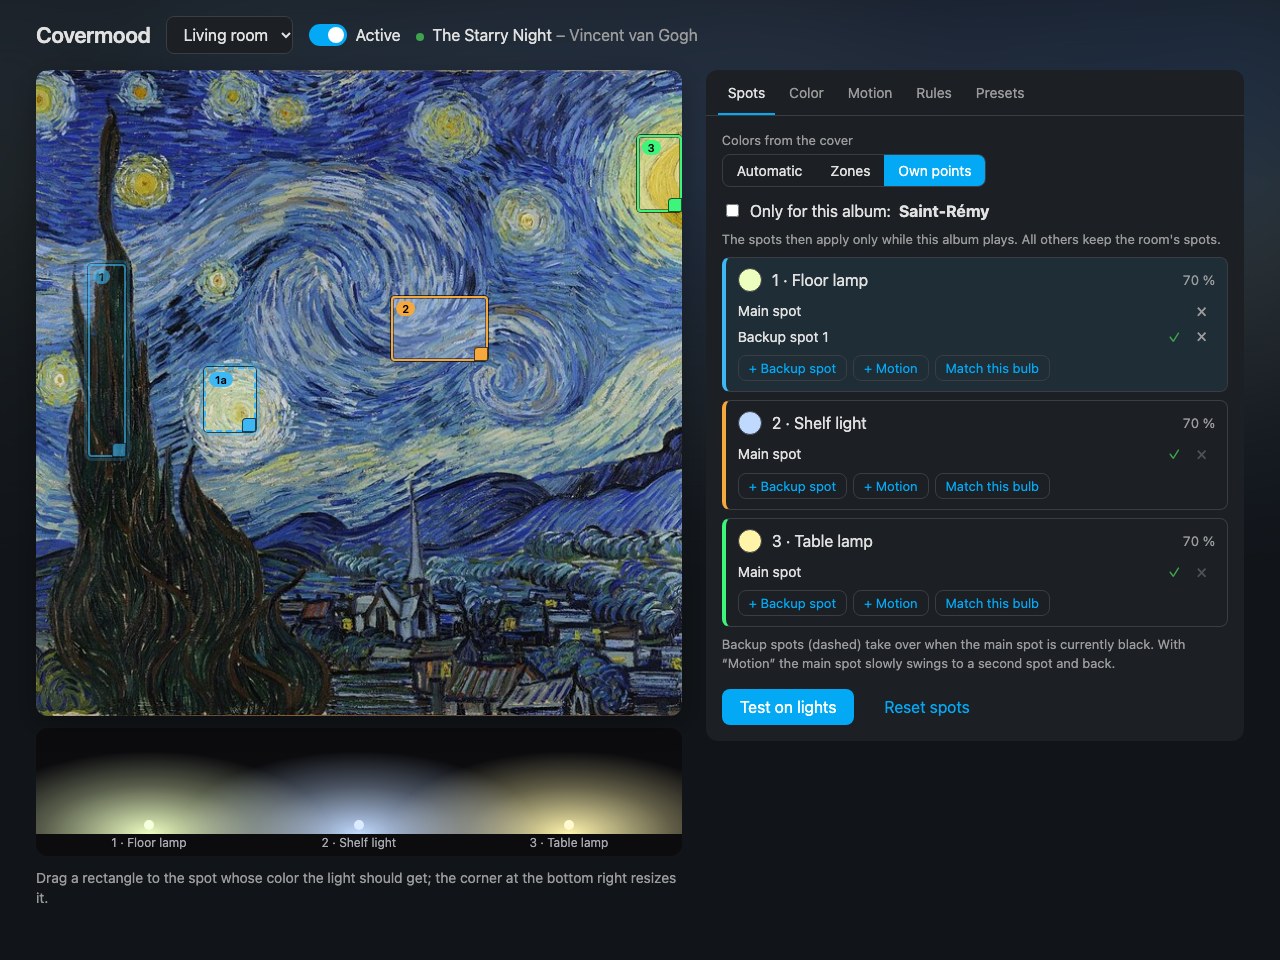 Covermood
Living room
Active
The Starry Night – Vincent van Gogh
3
1
2
1a
1 · Floor lamp
2 · Shelf light
3 · Table lamp
Drag a rectangle to the spot whose color the light should get; the corner at the bottom right resizes
it.
Spots
Color
Motion
Rules
Presets
Colors from the cover
Automatic
Zones
Own points
Only for this album: Saint-Rémy
The spots then apply only while this album plays. All others keep the room's spots.
1 · Floor lamp
70 %
Main spot
Backup spot 1
+ Backup spot
+ Motion
Match this bulb
2 · Shelf light
70 %
Main spot
+ Backup spot
+ Motion
Match this bulb
3 · Table lamp
70 %
Main spot
+ Backup spot
+ Motion
Match this bulb
Backup spots (dashed) take over when the main spot is currently black. With
“Motion” the main spot slowly swings to a second spot and back.
Test on lights
Reset spots